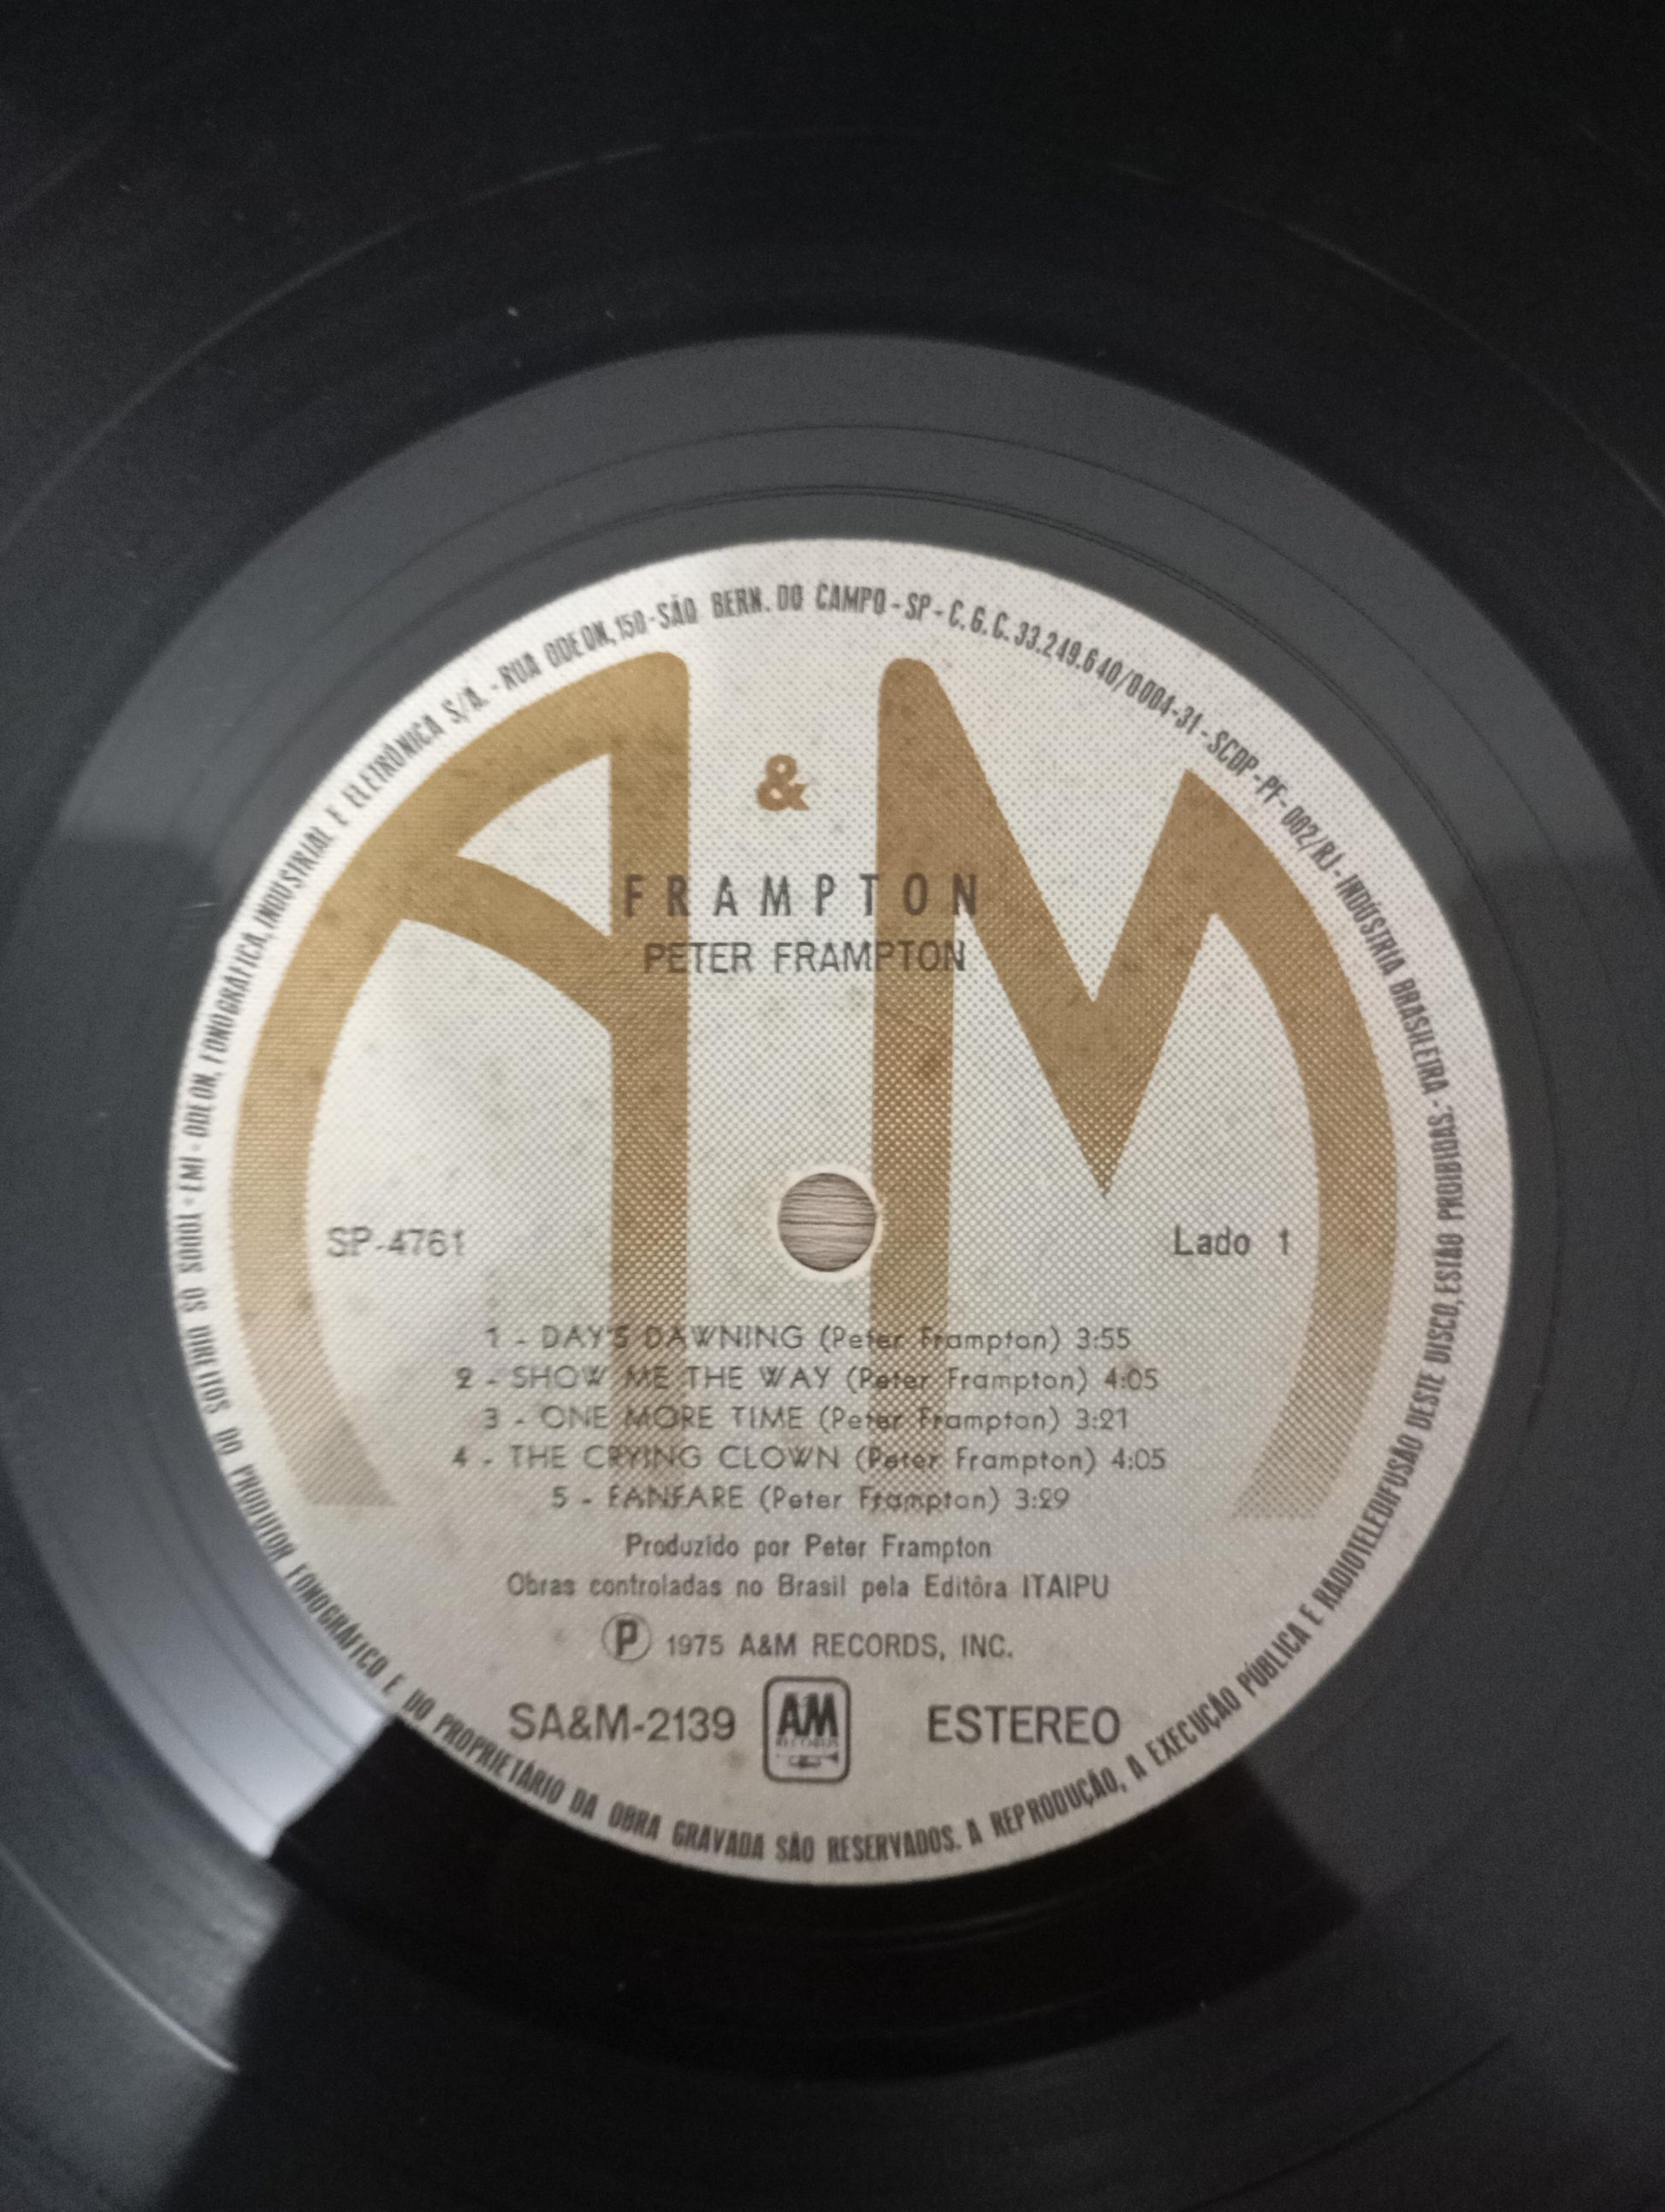 EMI - ODEON, FONOGRÁFICA, INDUSTRIAL E ELETRÔNICA S/A. - RUA ODEON, 150 - SÃO BERN. DO CAMPO - SP - C.G.C. 33.249.640/0004-31 - SCDP - PF - 002/RJ - INDÚSTRIA BRASILEIRA -
TODOS OS DIREITOS DO PRODUTOR FONOGRÁFICO E DO PROPRIETÁRIO DA OBRA GRAVADA SÃO RESERVADOS. A REPRODUÇÃO, A EXECUÇÃO PÚBLICA E RADIOTELEDIFUSÃO DESTE DISCO, ESTÃO PROIBIDAS.
A & M
FRAMPTON
PETER FRAMPTON
SP-4761
Lado 1
1 - DAY'S DAWNING (Peter Frampton) 3:55
2 - SHOW ME THE WAY (Peter Frampton) 4:05
3 - ONE MORE TIME (Peter Frampton) 3:21
4 - THE CRYING CLOWN (Peter Frampton) 4:05
5 - FANFARE (Peter Frampton) 3:29
Produzido por Peter Frampton
Obras controladas no Brasil pela Editôra ITAIPU
Ⓟ 1975 A&M RECORDS, INC.
SA&M-2139
AM
RECORDS
ESTEREO